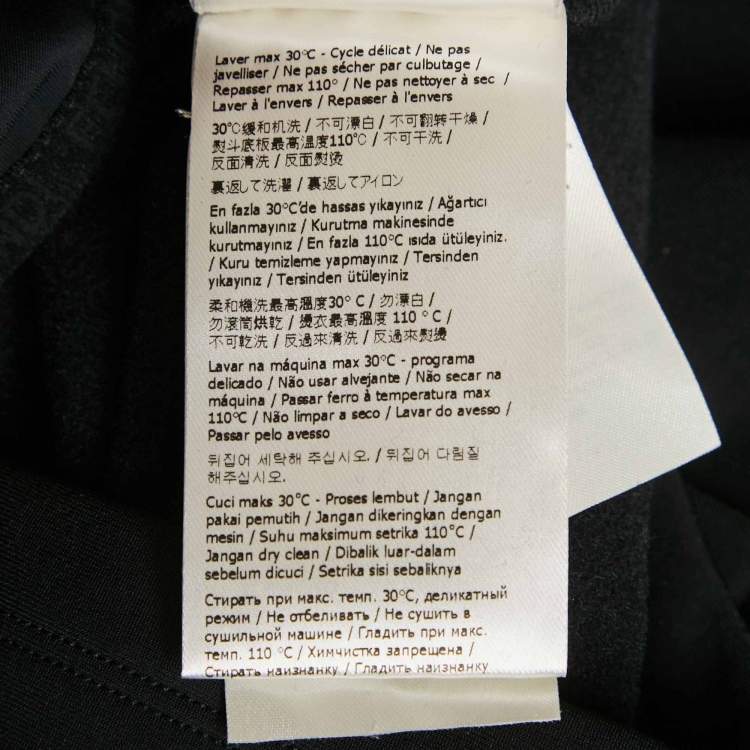 Laver max 30°C - Cycle délicat / Ne pas
javelliser / Ne pas sécher par culbutage /
Repasser max 110° / Ne pas nettoyer à sec /
Laver à l'envers / Repasser à l'envers
30°C缓和机洗 / 不可漂白 / 不可翻转干燥 /
熨斗底板最高温度110°C / 不可干洗 /
反面清洗 / 反面熨烫
裏返して洗濯 / 裏返してアイロン
En fazla 30°C'de hassas yıkayınız / Ağartıcı
kullanmayınız / Kurutma makinesinde
kurutmayınız / En fazla 110°C ısıda ütüleyiniz.
/ Kuru temizleme yapmayınız / Tersinden
yıkayınız / Tersinden ütüleyiniz
柔和機洗最高溫度30° C / 勿漂白 /
勿滾筒烘乾 / 燙衣最高溫度 110 ° C /
不可乾洗 / 反過來清洗 / 反過來熨燙
Lavar na máquina max 30°C - programa
delicado / Não usar alvejante / Não secar na
máquina / Passar ferro à temperatura max
110°C / Não limpar a seco / Lavar do avesso /
Passar pelo avesso
뒤집어 세탁해 주십시오. / 뒤집어 다림질
해주십시오.
Cuci maks 30°C - Proses lembut / Jangan
pakai pemutih / Jangan dikeringkan dengan
mesin / Suhu maksimum setrika 110°C /
Jangan dry clean / Dibalik luar-dalam
sebelum dicuci / Setrika sisi sebaliknya
Стирать при макс. темп. 30°C, деликатный
режим / Не отбеливать / Не сушить в
сушильной машине / Гладить при макс.
темп. 110 °C / Химчистка запрещена /
Стирать наизнанку / Гладить наизнанку